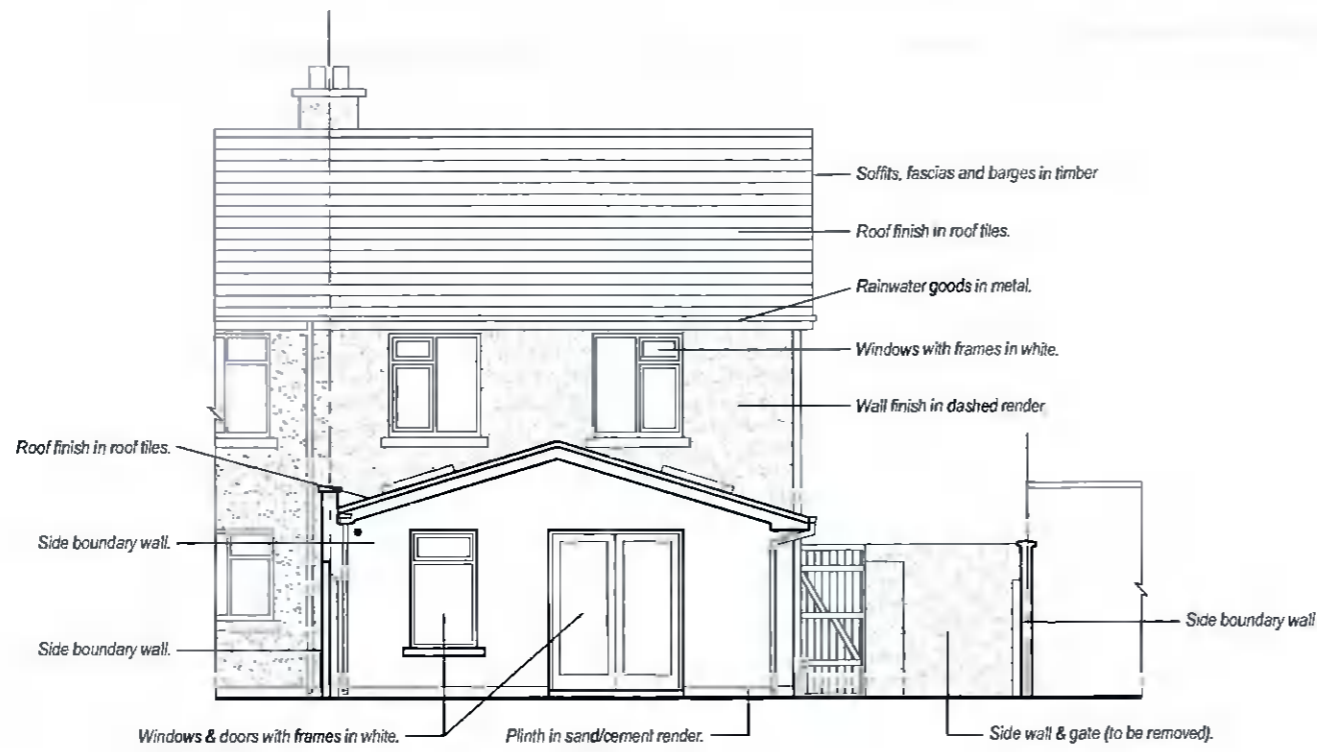 Soffits, fascias and barges in timber
Roof finish in roof tiles.
Rainwater goods in metal.
Windows with frames in white.
Wall finish in dashed render
Roof finish in roof tiles.
Side boundary wall.
Side boundary wall
Side boundary wall.
Windows & doors with frames in white.
Plinth in sand/cement render.
Side wall & gate (to be removed).